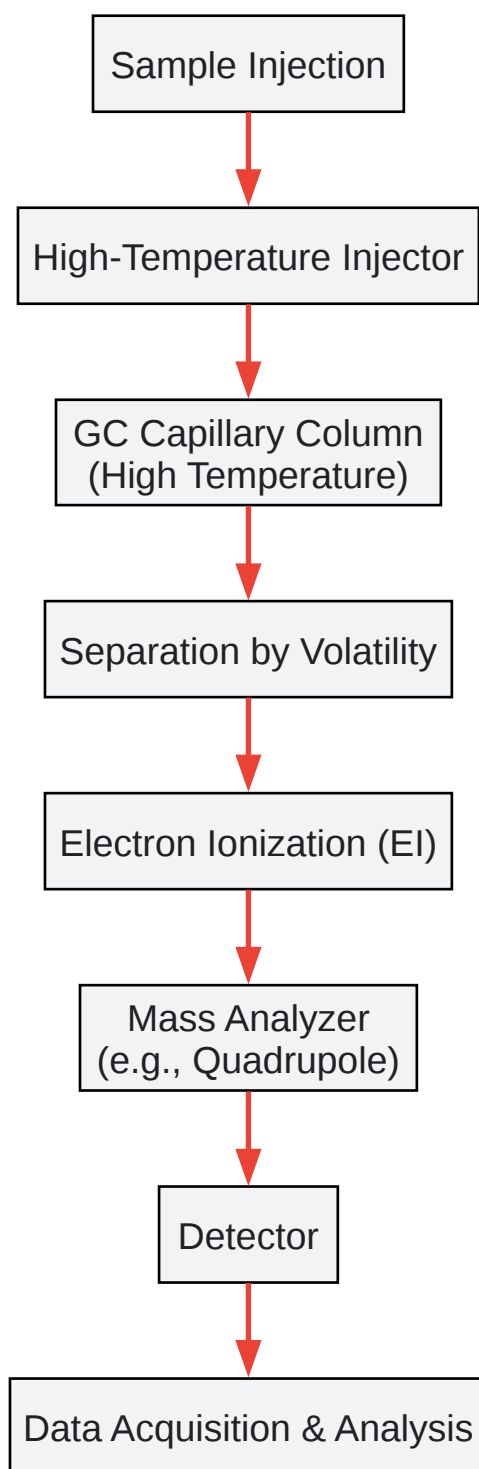 Sample Injection
High-Temperature Injector
GC Capillary Column
(High Temperature)
Separation by Volatility
Electron Ionization (EI)
Mass Analyzer
(e.g., Quadrupole)
Detector
Data Acquisition & Analysis